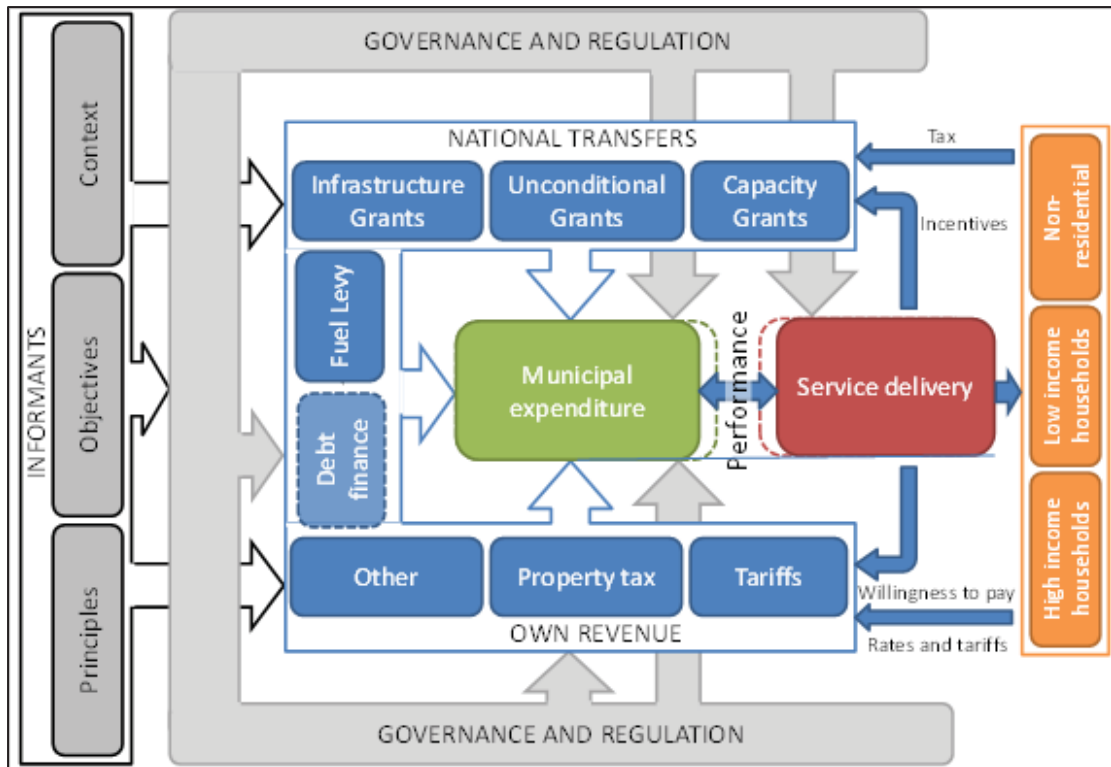 GOVERNANCE AND REGULATION
INFORMANTS
Context
Objectives
Principles
NATIONAL TRANSFERS
Infrastructure
Grants
Unconditional
Grants
Capacity
Grants
Tax
Incentives
Fuel Levy
Debt
finance
Municipal
expenditure
Performance
Service delivery
Non-
residential
Low income
households
High income
households
Other
Property tax
Tariffs
OWN REVENUE
Willingness to pay
Rates and tariffs
GOVERNANCE AND REGULATION